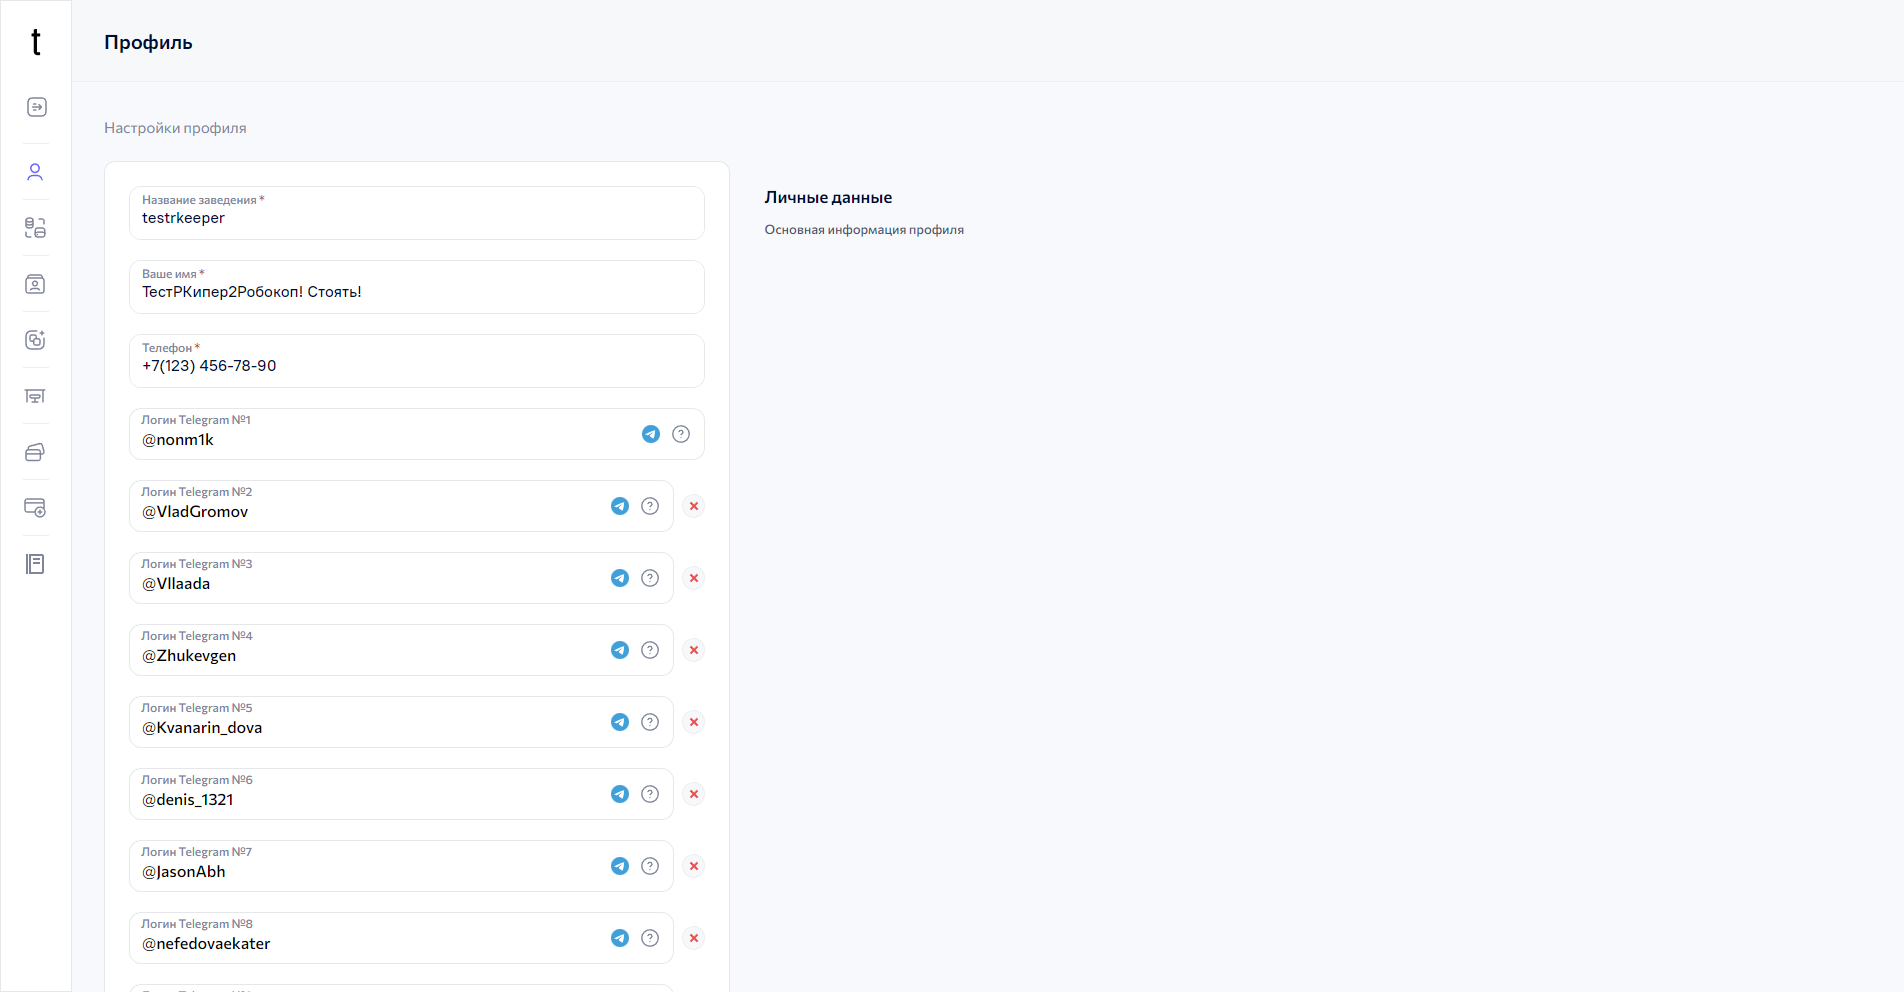 t
Профиль
Настройки профиля
Название заведения *
testrkeeper
Ваше имя *
ТестРКипер2Робокоп! Стоять!
Телефон *
+7(123) 456-78-90
Логин Telegram №1
@nonm1k
Логин Telegram №2
@VladGromov
Логин Telegram №3
@Vllaada
Логин Telegram №4
@Zhukevgen
Логин Telegram №5
@Kvanarin_dova
Логин Telegram №6
@denis_1321
Логин Telegram №7
@JasonAbh
Логин Telegram №8
@nefedovaekater
Личные данные
Основная информация профиля